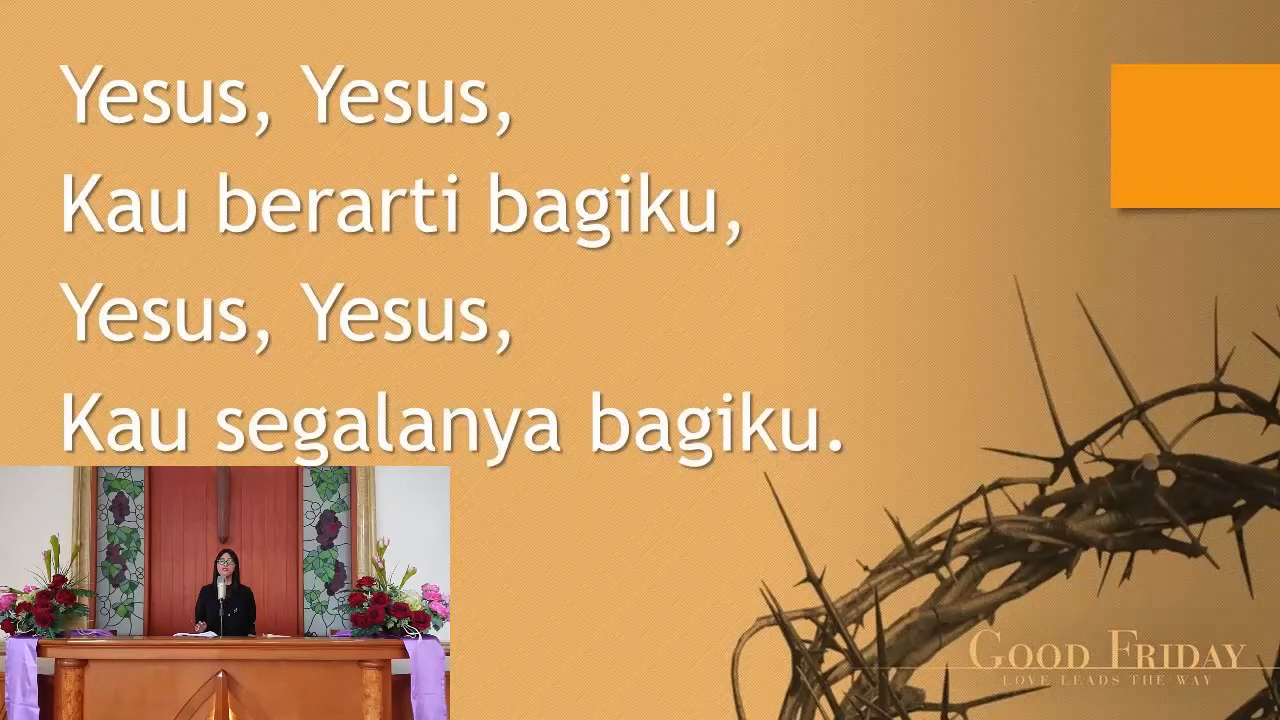 Yesus, Yesus,
Kau berarti bagiku,
Yesus, Yesus,
Kau segalanya bagiku.
GOOD FRIDAY
LOVE LEADS THE WAY